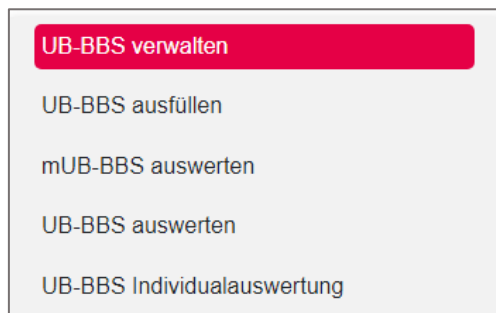 UB-BBS verwalten
UB-BBS ausfüllen
mUB-BBS auswerten
UB-BBS auswerten
UB-BBS Individualauswertung